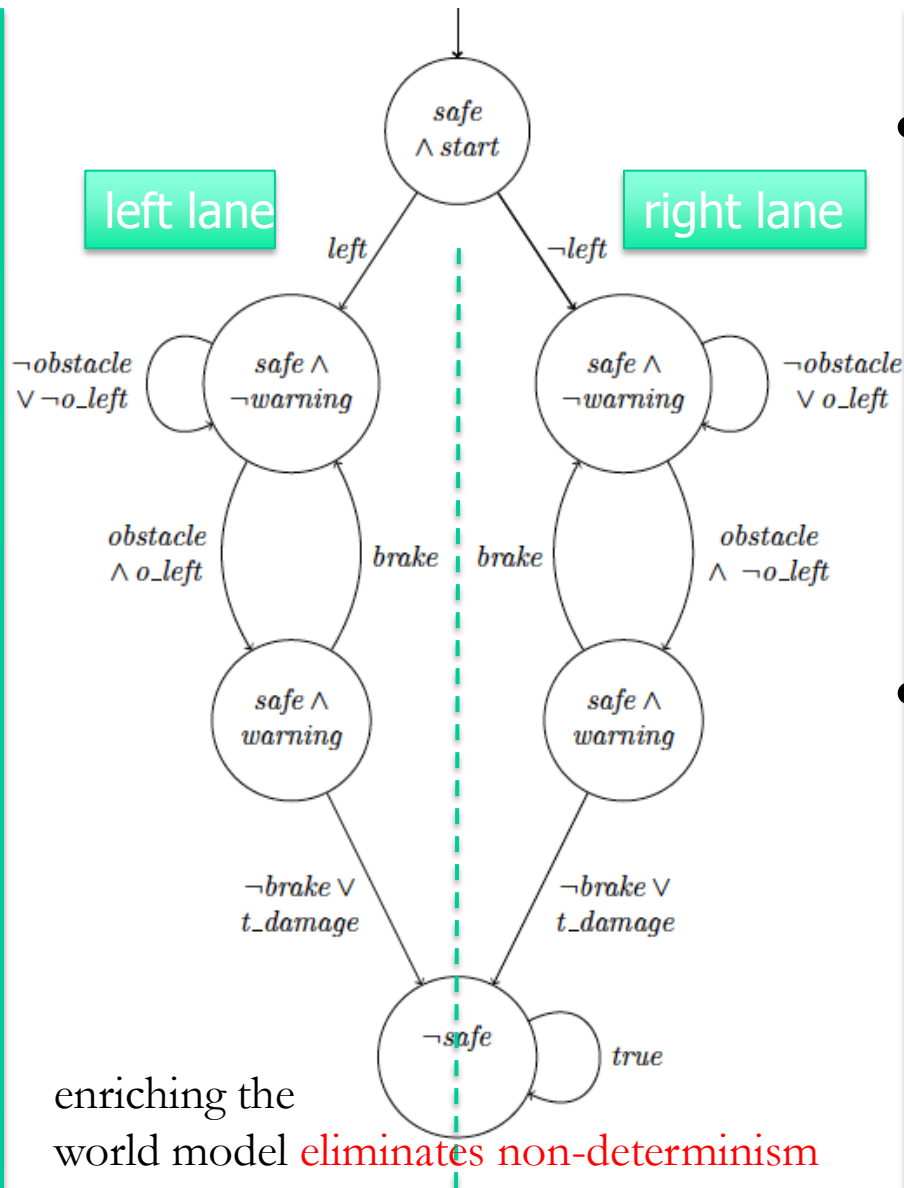 safe
∧ start
left lane
right lane
left
¬left
¬obstacle
∨ ¬o_left
safe ∧
¬warning
safe ∧
¬warning
¬obstacle
∨ o_left
obstacle
∧ o_left
brake
brake
obstacle
∧ ¬o_left
safe ∧
warning
safe ∧
warning
¬brake ∨
t_damage
¬brake ∨
t_damage
¬safe
true
enriching the
world model eliminates non-determinism